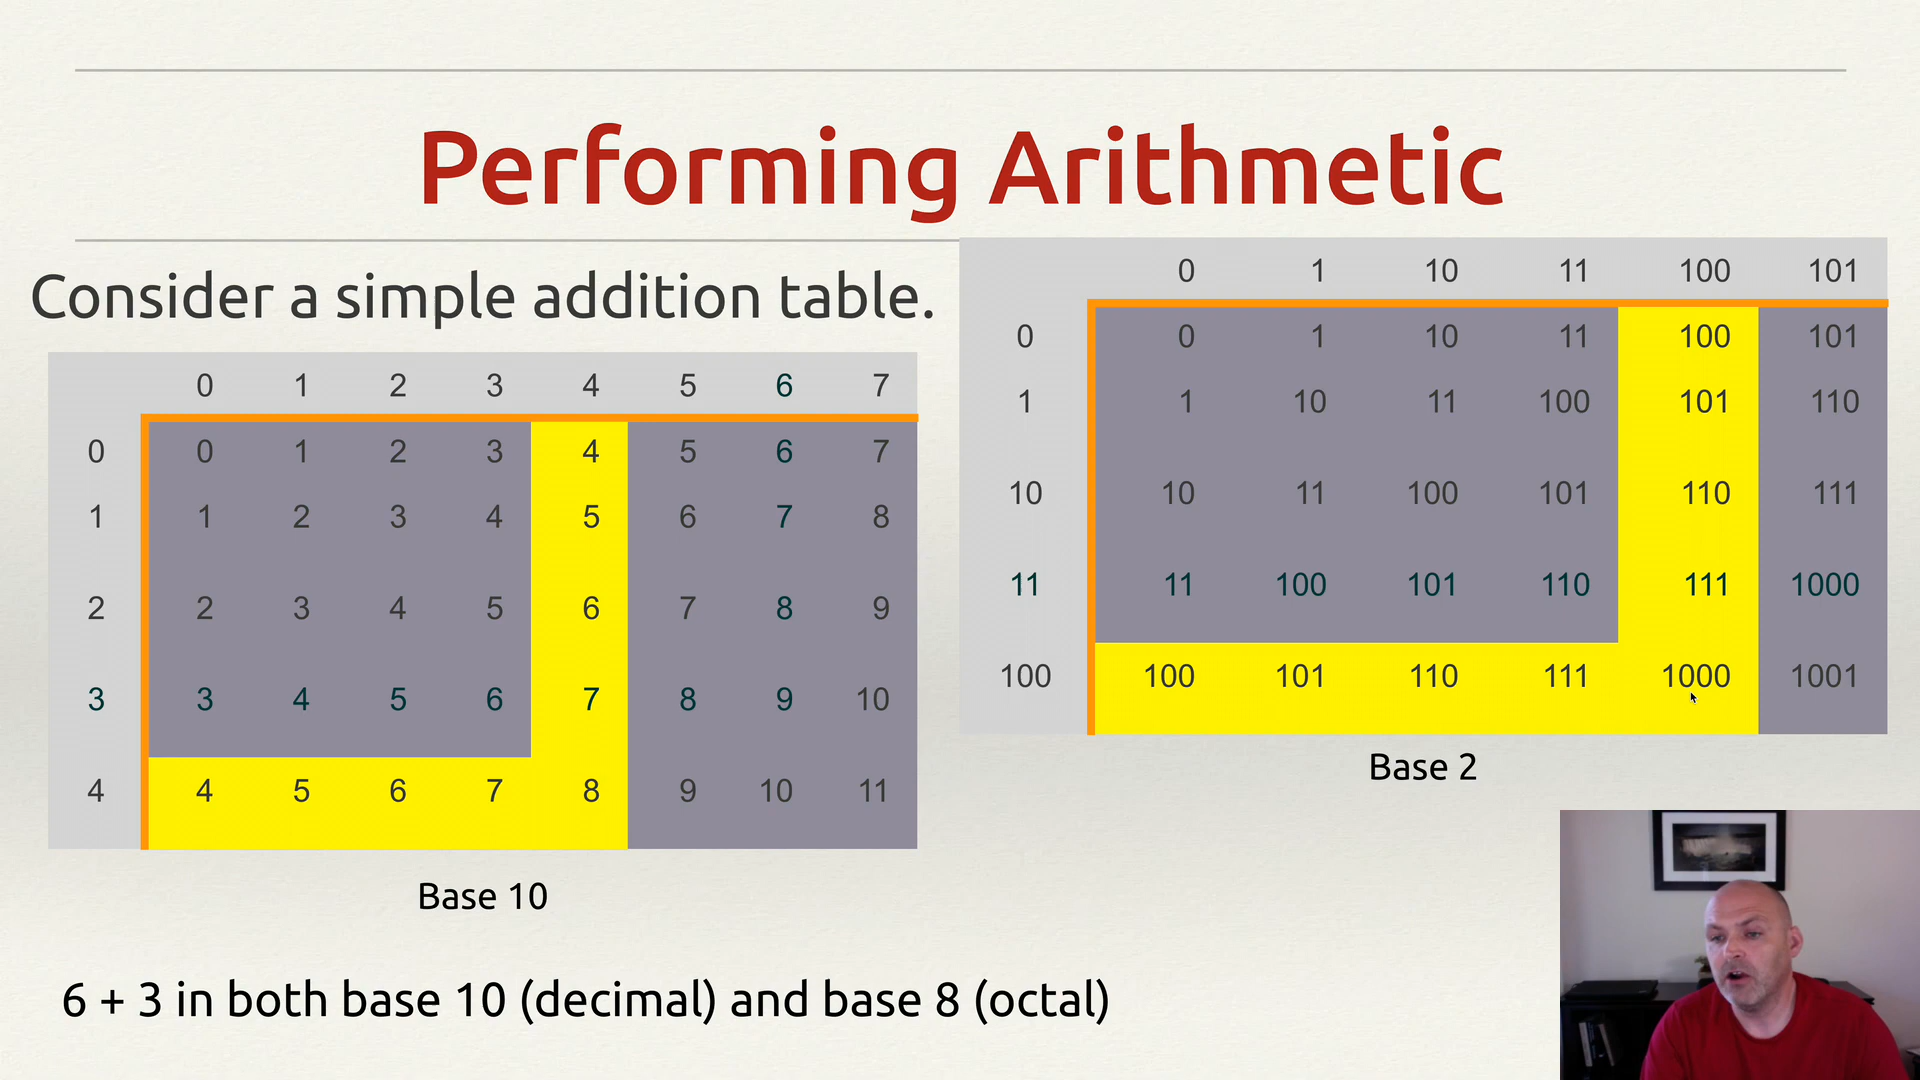 Performing Arithmetic
Consider a simple addition table.
0 1 2 3 4 5 6 7
0 0 1 2 3 4 5 6 7
1 1 2 3 4 5 6 7 8
2 2 3 4 5 6 7 8 9
3 3 4 5 6 7 8 9 10
4 4 5 6 7 8 9 10 11
Base 10
0 1 10 11 100 101
0 0 1 10 11 100 101
1 1 10 11 100 101 110
10 10 11 100 101 110 111
11 11 100 101 110 111 1000
100 100 101 110 111 1000 1001
Base 2
6 + 3 in both base 10 (decimal) and base 8 (octal)